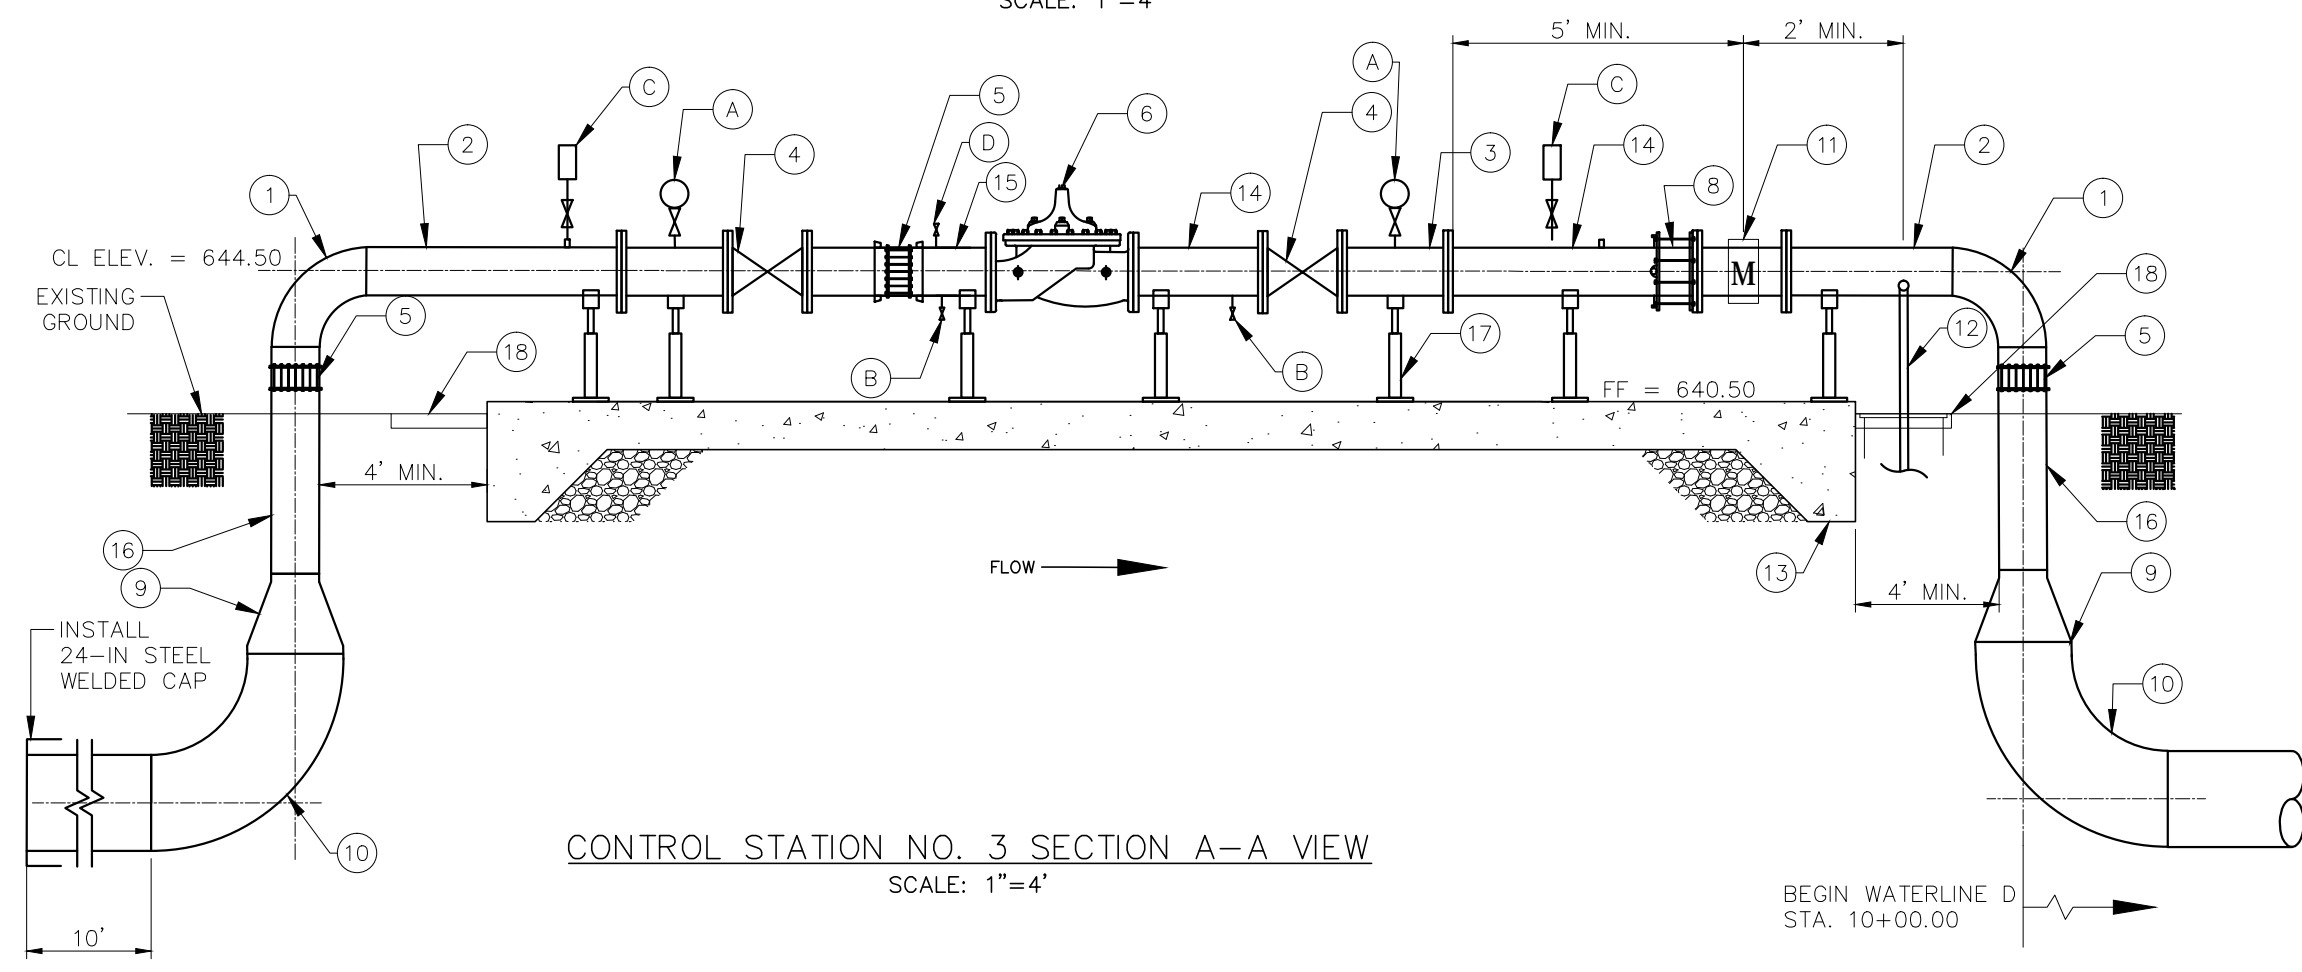 SCALE: 1"=4'
5' MIN.
2' MIN.
C
A
5
6
A
C
4
D
15
14
4
3
14
8
11
2
1
2
1
CL ELEV. = 644.50
EXISTING
GROUND
5
18
B
B
17
FF = 640.50
12
18
5
4' MIN.
16
9
FLOW
13
4' MIN.
16
9
INSTALL
24-IN STEEL
WELDED CAP
M
10
10
10'
CONTROL STATION NO. 3 SECTION A-A VIEW
SCALE: 1"=4'
BEGIN WATERLINE D
STA. 10+00.00